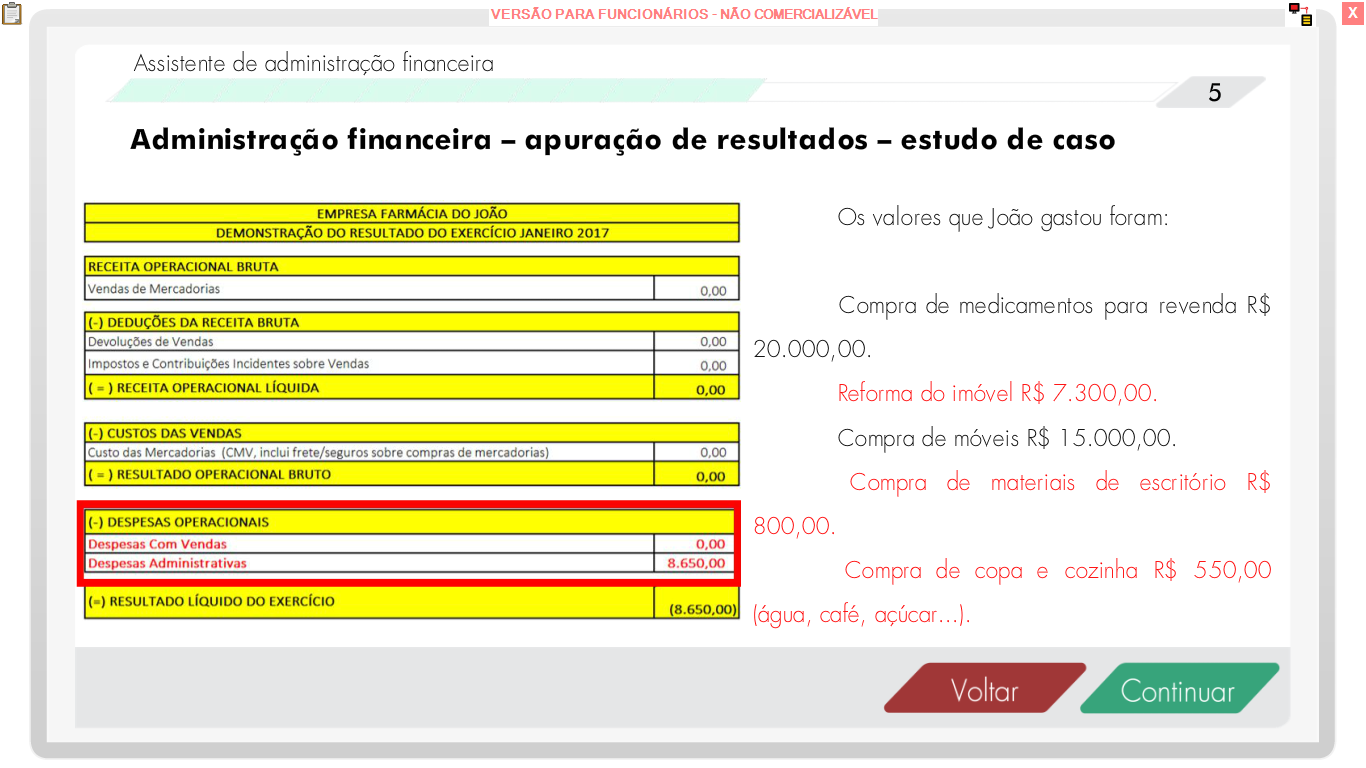 VERSÃO PARA FUNCIONÁRIOS - NÃO COMERCIALIZÁVEL
X
Assistente de administração financeira
5
Administração financeira – apuração de resultados – estudo de caso
EMPRESA FARMÁCIA DO JOÃO
DEMONSTRAÇÃO DO RESULTADO DO EXERCÍCIO JANEIRO 2017
RECEITA OPERACIONAL BRUTA
Vendas de Mercadorias 0,00
(-) DEDUÇÕES DA RECEITA BRUTA
Devoluções de Vendas 0,00
Impostos e Contribuições Incidentes sobre Vendas 0,00
( = ) RECEITA OPERACIONAL LÍQUIDA 0,00
(-) CUSTOS DAS VENDAS
Custo das Mercadorias (CMV, inclui frete/seguros sobre compras de mercadorias) 0,00
( = ) RESULTADO OPERACIONAL BRUTO 0,00
(-) DESPESAS OPERACIONAIS
Despesas Com Vendas 0,00
Despesas Administrativas 8.650,00
(=) RESULTADO LÍQUIDO DO EXERCÍCIO (8.650,00)
Os valores que João gastou foram:
Compra de medicamentos para revenda R$
20.000,00.
Reforma do imóvel R$ 7.300,00.
Compra de móveis R$ 15.000,00.
Compra de materiais de escritório R$
800,00.
Compra de copa e cozinha R$ 550,00
(água, café, açúcar...).
Voltar
Continuar